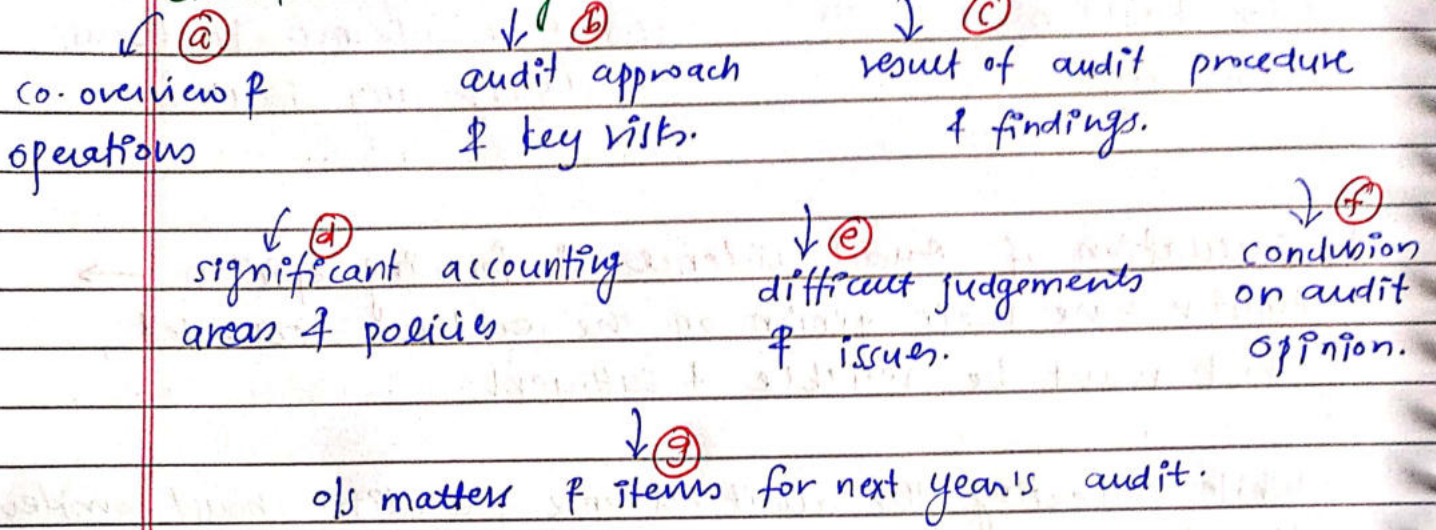 (a)
(b)
(c)
co. overview &
operations
audit approach
& key risks.
result of audit procedure
& findings.
(d)
significant accounting
areas & policies
(e)
difficult judgements
& issues.
(f)
conclusion
on audit
opinion.
(g)
o/s matters & items for next year's audit.